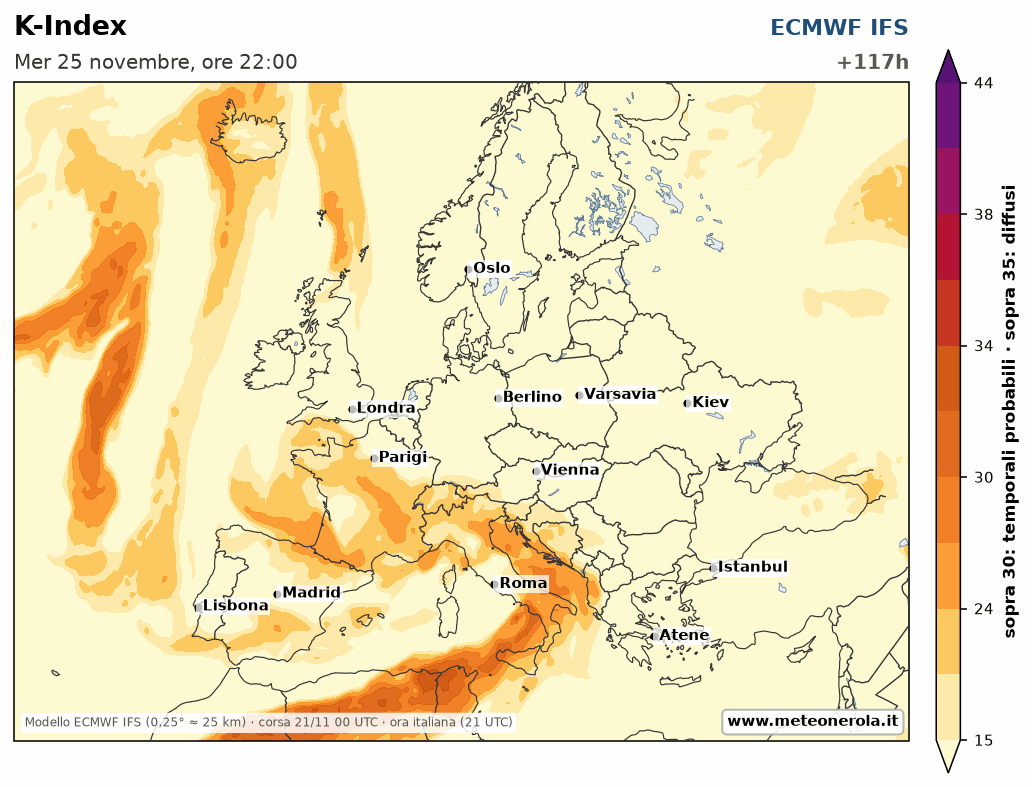 K-Index
ECMWF IFS
Mer 25 novembre, ore 22:00
+117h
44
38
34
30
24
15
sopra 30: temporali probabili · sopra 35: diffusi
Oslo
Berlino
Varsavia
Kiev
Londra
Parigi
Vienna
Istanbul
Roma
Madrid
Lisbona
Atene
Modello ECMWF IFS (0,25° ≈ 25 km) · corsa 21/11 00 UTC · ora italiana (21 UTC)
www.meteonerola.it